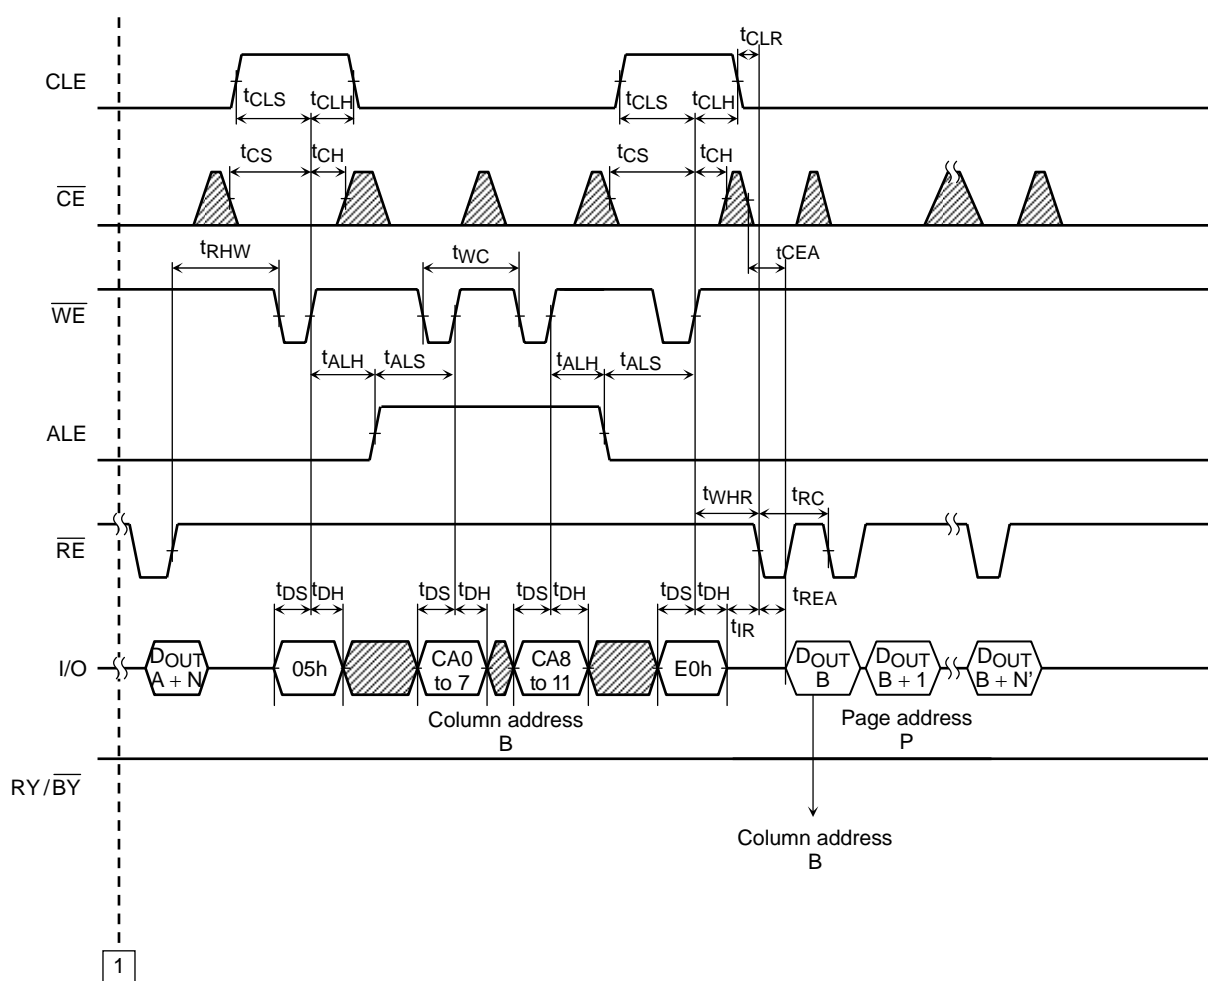 tCLR
CLE
tCLS tCLH tCLS tCLH
tCS tCH tCS tCH
CE
tRHW tWC tCEA
WE
tALH tALS tALH tALS
ALE
tWHR tRC
RE
tDS tDH tDS tDH tDS tDH tDS tDH tREA
tIR
I/O
DOUT
A + N
05h
CA0
to 7
CA8
to 11
E0h
DOUT
B
DOUT
B + 1
DOUT
B + N’
Column address
B
Page address
P
RY/BY
Column address
B
1